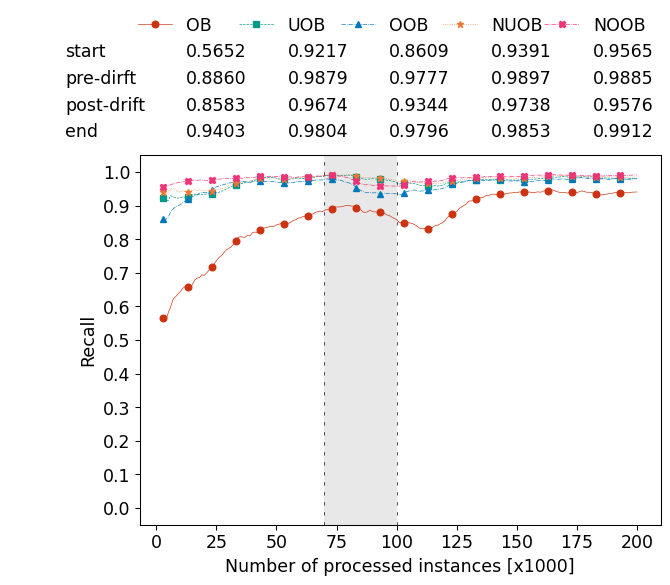 OB UOB OOB NUOB NOOB
start 0.5652 0.9217 0.8609 0.9391 0.9565
pre-dirft 0.8860 0.9879 0.9777 0.9897 0.9885
post-drift 0.8583 0.9674 0.9344 0.9738 0.9576
end 0.9403 0.9804 0.9796 0.9853 0.9912
1.0
0.9
0.8
0.7
0.6
0.5
0.4
0.3
0.2
0.1
0.0
Recall
0 25 50 75 100 125 150 175 200
Number of processed instances [x1000]